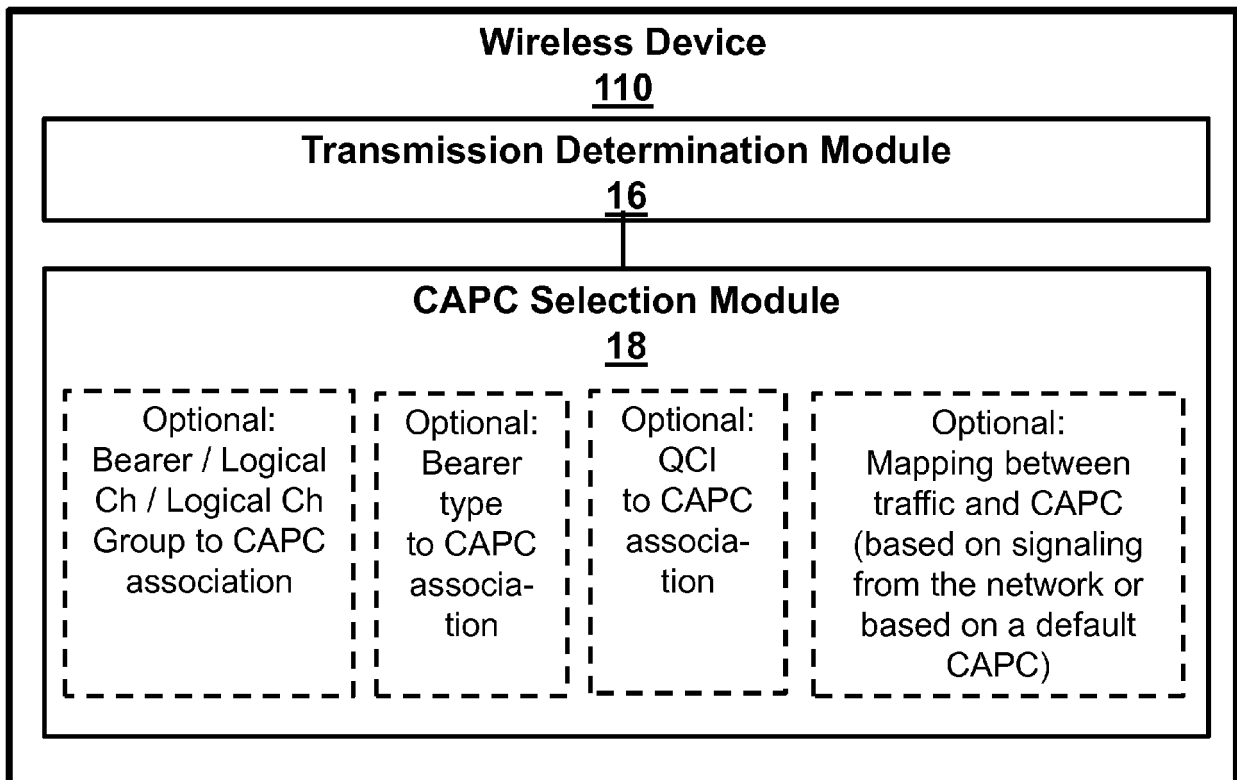 Wireless Device
110
Transmission Determination Module
16
CAPC Selection Module
18
Optional:
Bearer / Logical
Ch / Logical Ch
Group to CAPC
association
Optional:
Bearer
type
to CAPC
associa-
tion
Optional:
QCI
to CAPC
associa-
tion
Optional:
Mapping between
traffic and CAPC
(based on signaling
from the network or
based on a default
CAPC)